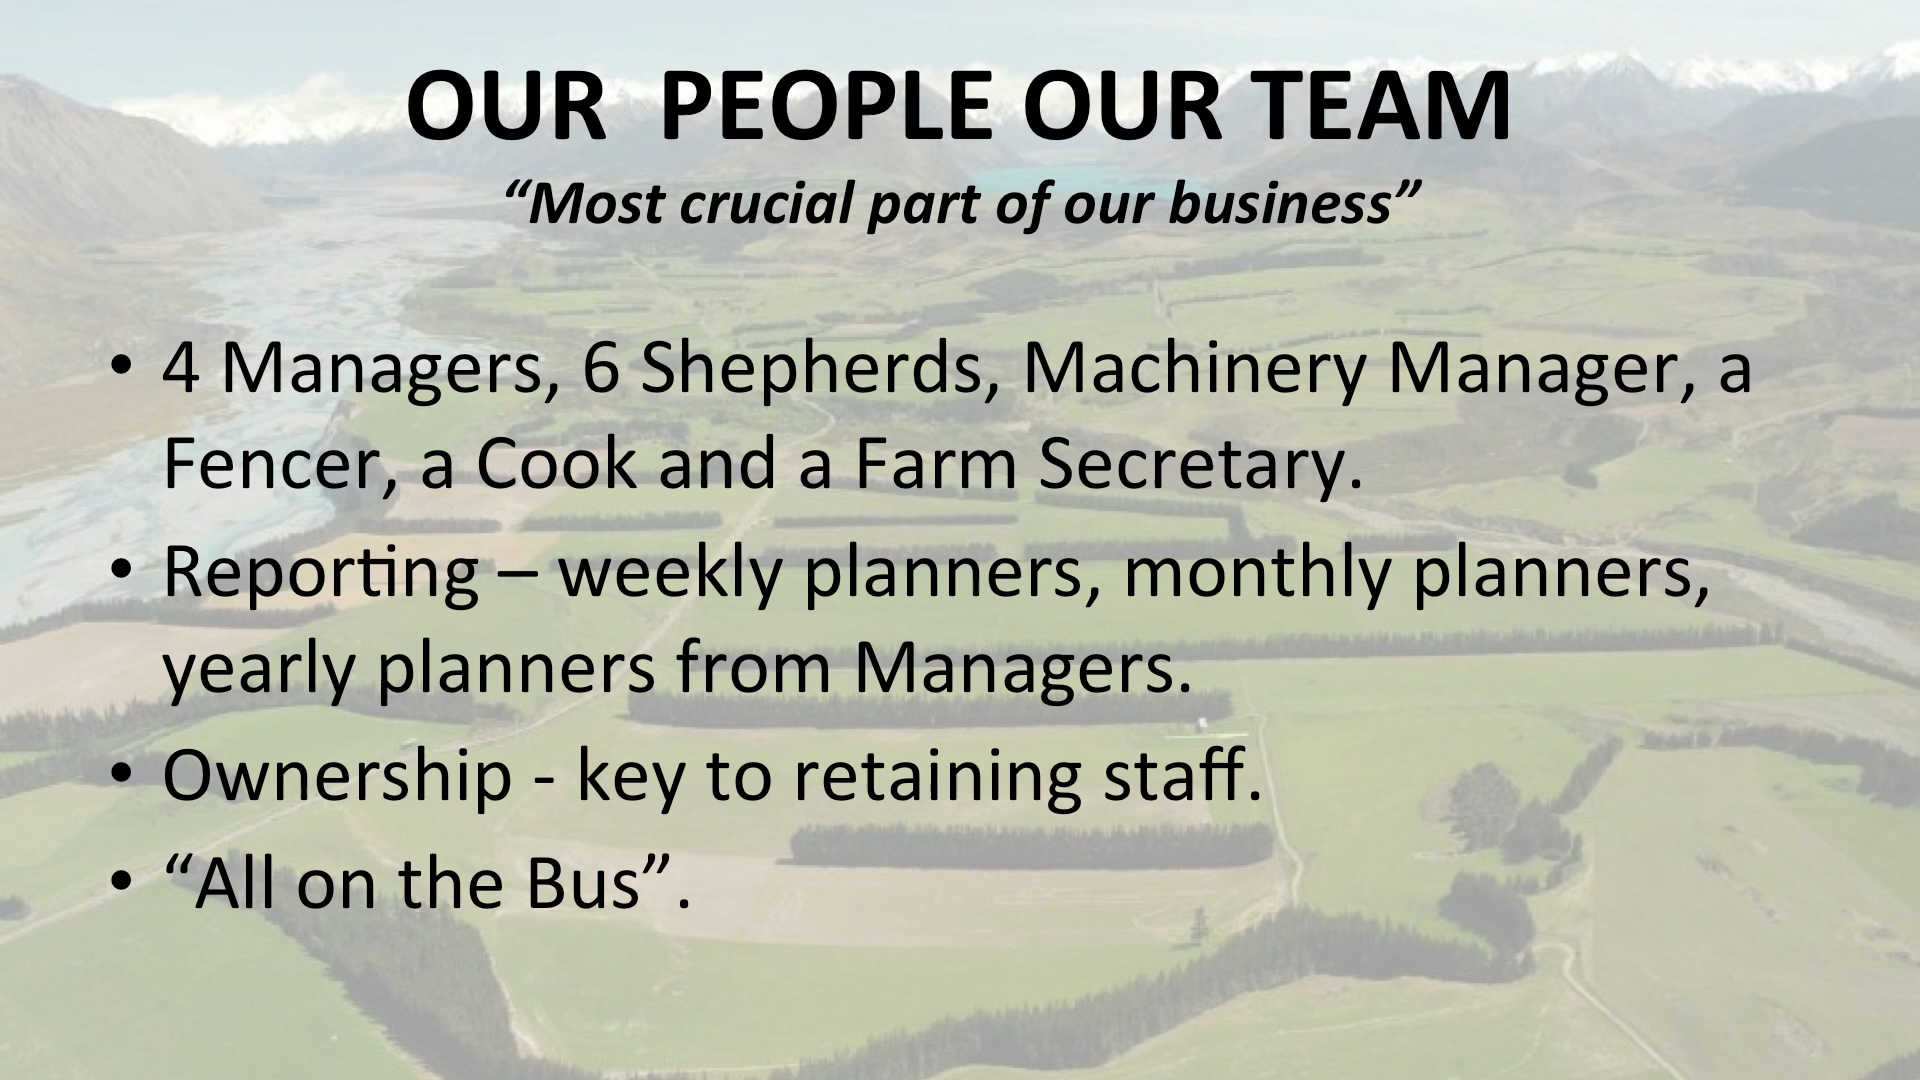 OUR  PEOPLE OUR TEAM
“Most crucial part of our business”
• 4 Managers, 6 Shepherds, Machinery Manager, a
Fencer, a Cook and a Farm Secretary.
• Reporting – weekly planners, monthly planners,
yearly planners from Managers.
• Ownership - key to retaining staff.
• “All on the Bus”.